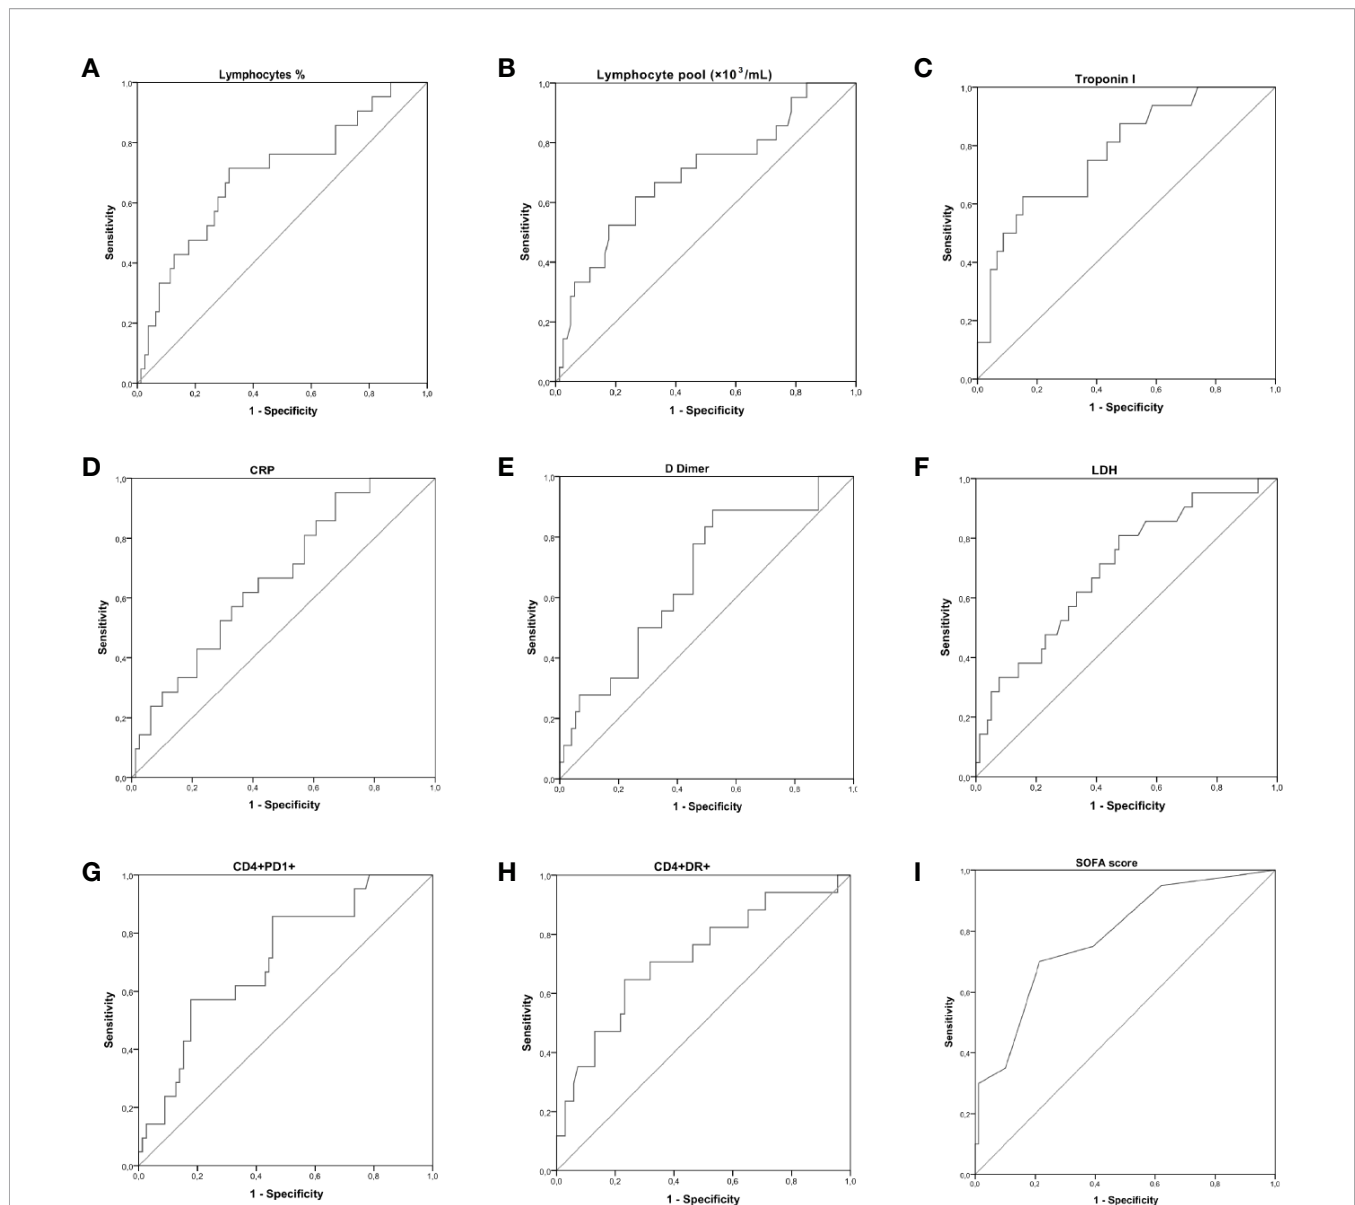 A
Lymphocytes %
1,0
0,8
0,6
0,4
0,2
0,0
Sensitivity
0,0 0,2 0,4 0,6 0,8 1,0
1 - Specificity
B
Lymphocyte pool (×10³/mL)
1,0
0,8
0,6
0,4
0,2
0,0
Sensitivity
0,0 0,2 0,4 0,6 0,8 1,0
1 - Specificity
C
Troponin I
1,0
0,8
0,6
0,4
0,2
0,0
Sensitivity
0,0 0,2 0,4 0,6 0,8 1,0
1 - Specificity
D
CRP
1,0
0,8
0,6
0,4
0,2
0,0
Sensitivity
0,0 0,2 0,4 0,6 0,8 1,0
1 - Specificity
E
D Dimer
1,0
0,8
0,6
0,4
0,2
0,0
Sensitivity
0,0 0,2 0,4 0,6 0,8 1,0
1 - Specificity
F
LDH
1,0
0,8
0,6
0,4
0,2
0,0
Sensitivity
0,0 0,2 0,4 0,6 0,8 1,0
1 - Specificity
G
CD4+PD1+
1,0
0,8
0,6
0,4
0,2
0,0
Sensitivity
0,0 0,2 0,4 0,6 0,8 1,0
1 - Specificity
H
CD4+DR+
1,0
0,8
0,6
0,4
0,2
0,0
Sensitivity
0,0 0,2 0,4 0,6 0,8 1,0
1 - Specificity
I
SOFA score
1,0
0,8
0,6
0,4
0,2
0,0
Sensitivity
0,0 0,2 0,4 0,6 0,8 1,0
1 - Specificity